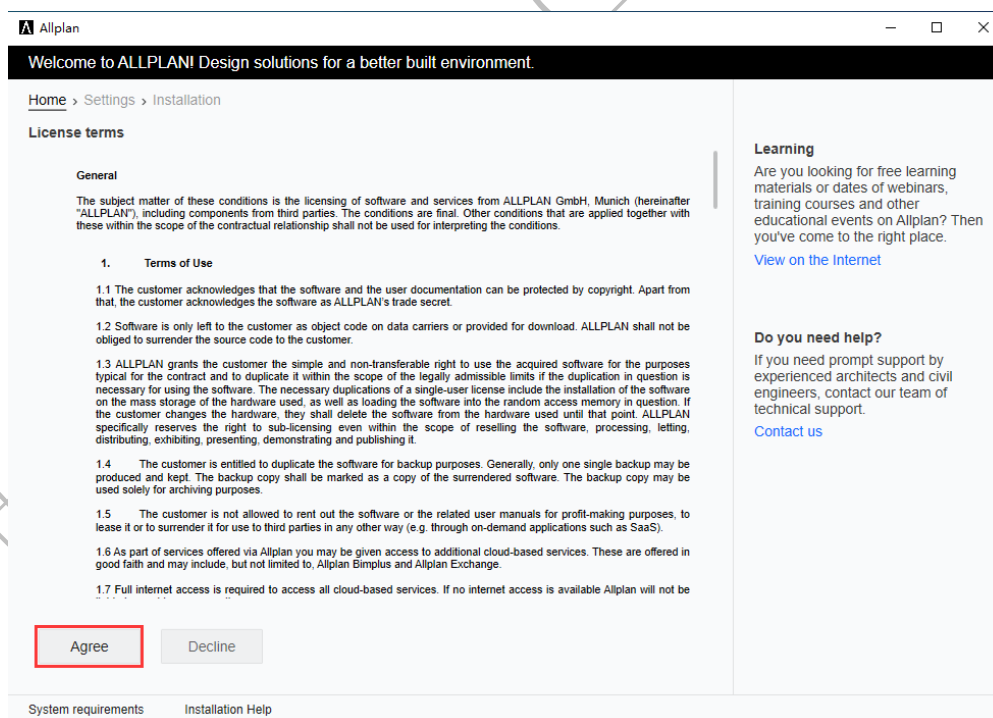 Allplan
Welcome to ALLPLAN! Design solutions for a better built environment.
Home › Settings › Installation
License terms
General
The subject matter of these conditions is the licensing of software and services from ALLPLAN GmbH, Munich (hereinafter
"ALLPLAN"), including components from third parties. The conditions are final. Other conditions that are applied together with
these within the scope of the contractual relationship shall not be used for interpreting the conditions.
1. Terms of Use
1.1 The customer acknowledges that the software and the user documentation can be protected by copyright. Apart from
that, the customer acknowledges the software as ALLPLAN's trade secret.
1.2 Software is only left to the customer as object code on data carriers or provided for download. ALLPLAN shall not be
obliged to surrender the source code to the customer.
1.3 ALLPLAN grants the customer the simple and non-transferable right to use the acquired software for the purposes
typical for the contract and to duplicate it within the scope of the legally admissible limits if the duplication in question is
necessary for using the software. The necessary duplications of a single-user license include the installation of the software
on the mass storage of the hardware used, as well as loading the software into the random access memory in question. If
the customer changes the hardware, they shall delete the software from the hardware used until that point. ALLPLAN
specifically reserves the right to sub-licensing even within the scope of reselling the software, processing, letting,
distributing, exhibiting, presenting, demonstrating and publishing it.
1.4 The customer is entitled to duplicate the software for backup purposes. Generally, only one single backup may be
produced and kept. The backup copy shall be marked as a copy of the surrendered software. The backup copy may be
used solely for archiving purposes.
1.5 The customer is not allowed to rent out the software or the related user manuals for profit-making purposes, to
lease it or to surrender it for use to third parties in any other way (e.g. through on-demand applications such as SaaS).
1.6 As part of services offered via Allplan you may be given access to additional cloud-based services. These are offered in
good faith and may include, but not limited to, Allplan Bimplus and Allplan Exchange.
1.7 Full internet access is required to access all cloud-based services. If no internet access is available Allplan will not be
Agree
Decline
Learning
Are you looking for free learning
materials or dates of webinars,
training courses and other
educational events on Allplan? Then
you've come to the right place.
View on the Internet
Do you need help?
If you need prompt support by
experienced architects and civil
engineers, contact our team of
technical support.
Contact us
System requirements
Installation Help